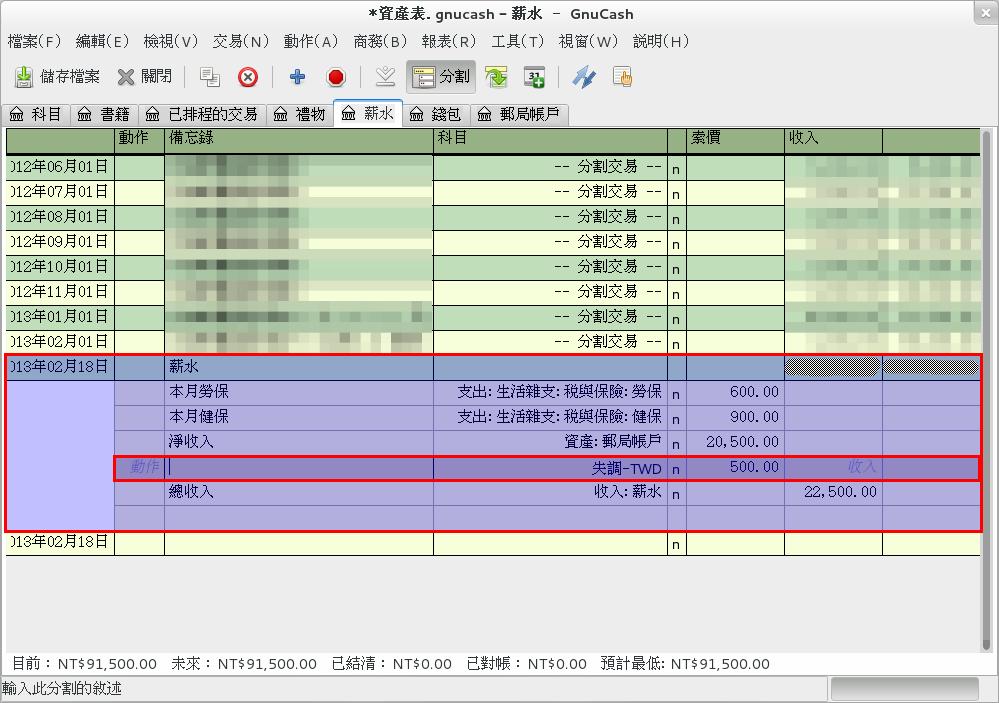 *資產表.gnucash – 薪水 – GnuCash
檔案(F) 編輯(E) 檢視(V) 交易(N) 動作(A) 商務(B) 報表(R) 工具(T) 視窗(W) 說明(H)
儲存檔案 關閉 分割
科目 書籍 已排程的交易 禮物 薪水 錢包 郵局帳戶
動作 備忘錄 科目 索價 收入
012年06月01日 -- 分割交易 -- n
012年07月01日 -- 分割交易 -- n
012年08月01日 -- 分割交易 -- n
012年09月01日 -- 分割交易 -- n
012年10月01日 -- 分割交易 -- n
012年11月01日 -- 分割交易 -- n
013年01月01日 -- 分割交易 -- n
013年02月01日 -- 分割交易 -- n
013年02月18日 薪水
本月勞保 支出:生活雜支:稅與保險:勞保 n 600.00
本月健保 支出:生活雜支:稅與保險:健保 n 900.00
淨收入 資產:郵局帳戶 n 20,500.00
動作 失調-TWD n 500.00 收入
總收入 收入:薪水 n 22,500.00
013年02月18日 n
目前： NT$91,500.00 未來： NT$91,500.00 已結清： NT$0.00 已對帳： NT$0.00 預計最低: NT$91,500.00
輸入此分割的敘述